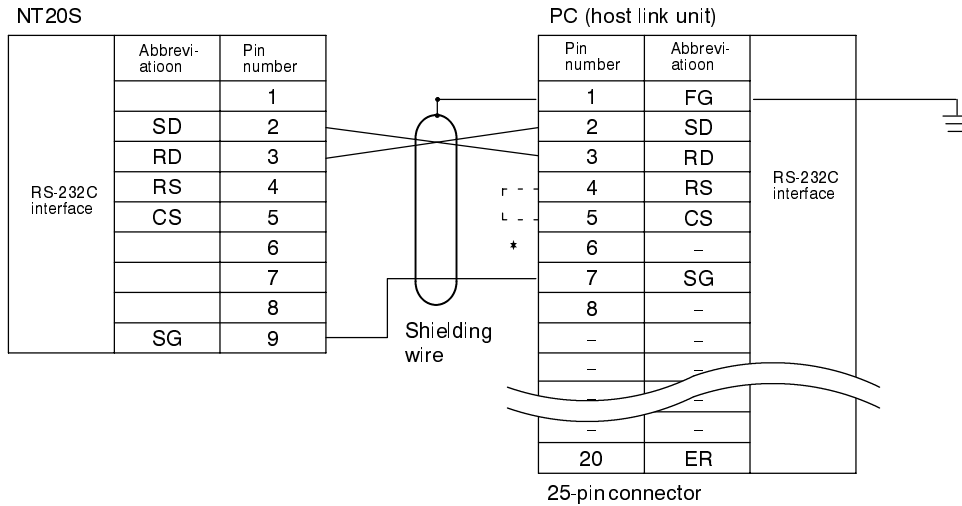 NT20S
PC (host link unit)
Abbrevi-
atioon
Pin
number
Pin
number
Abbrevi-
atioon
1
1
FG
SD
2
2
SD
RD
3
3
RD
RS
4
4
RS
CS
5
5
CS
6
*
6
–
7
7
SG
8
8
–
SG
9
–
–
–
–
–
–
–
–
20
ER
RS-232C
interface
RS-232C
interface
Shielding
wire
25-pin connector